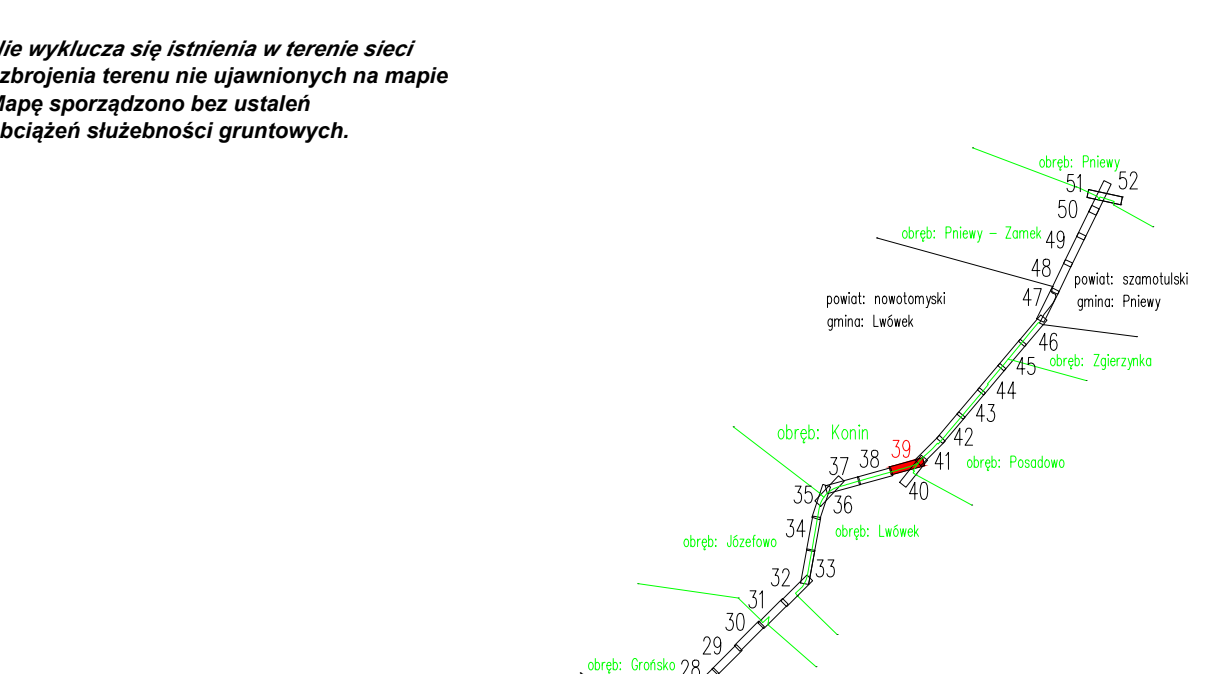 lie wyklucza się istnienia w terenie sieci
zbrojenia terenu nie ujawnionych na mapie
Mapę sporządzono bez ustaleń
bciążeń służebności gruntowych.
obręb: Pniewy
51
52
50
obręb: Pniewy - Zamek
49
48
powiat: szamotulski
gmina: Pniewy
47
powiat: nowotomyski
gmina: Lwówek
46
obręb: Zgierzynka
45
44
43
obręb: Konin
42
39
38
41
obręb: Posadowo
37
40
35
36
34
obręb: Lwówek
obręb: Józefowo
33
32
31
30
29
obręb: Grońsko
28